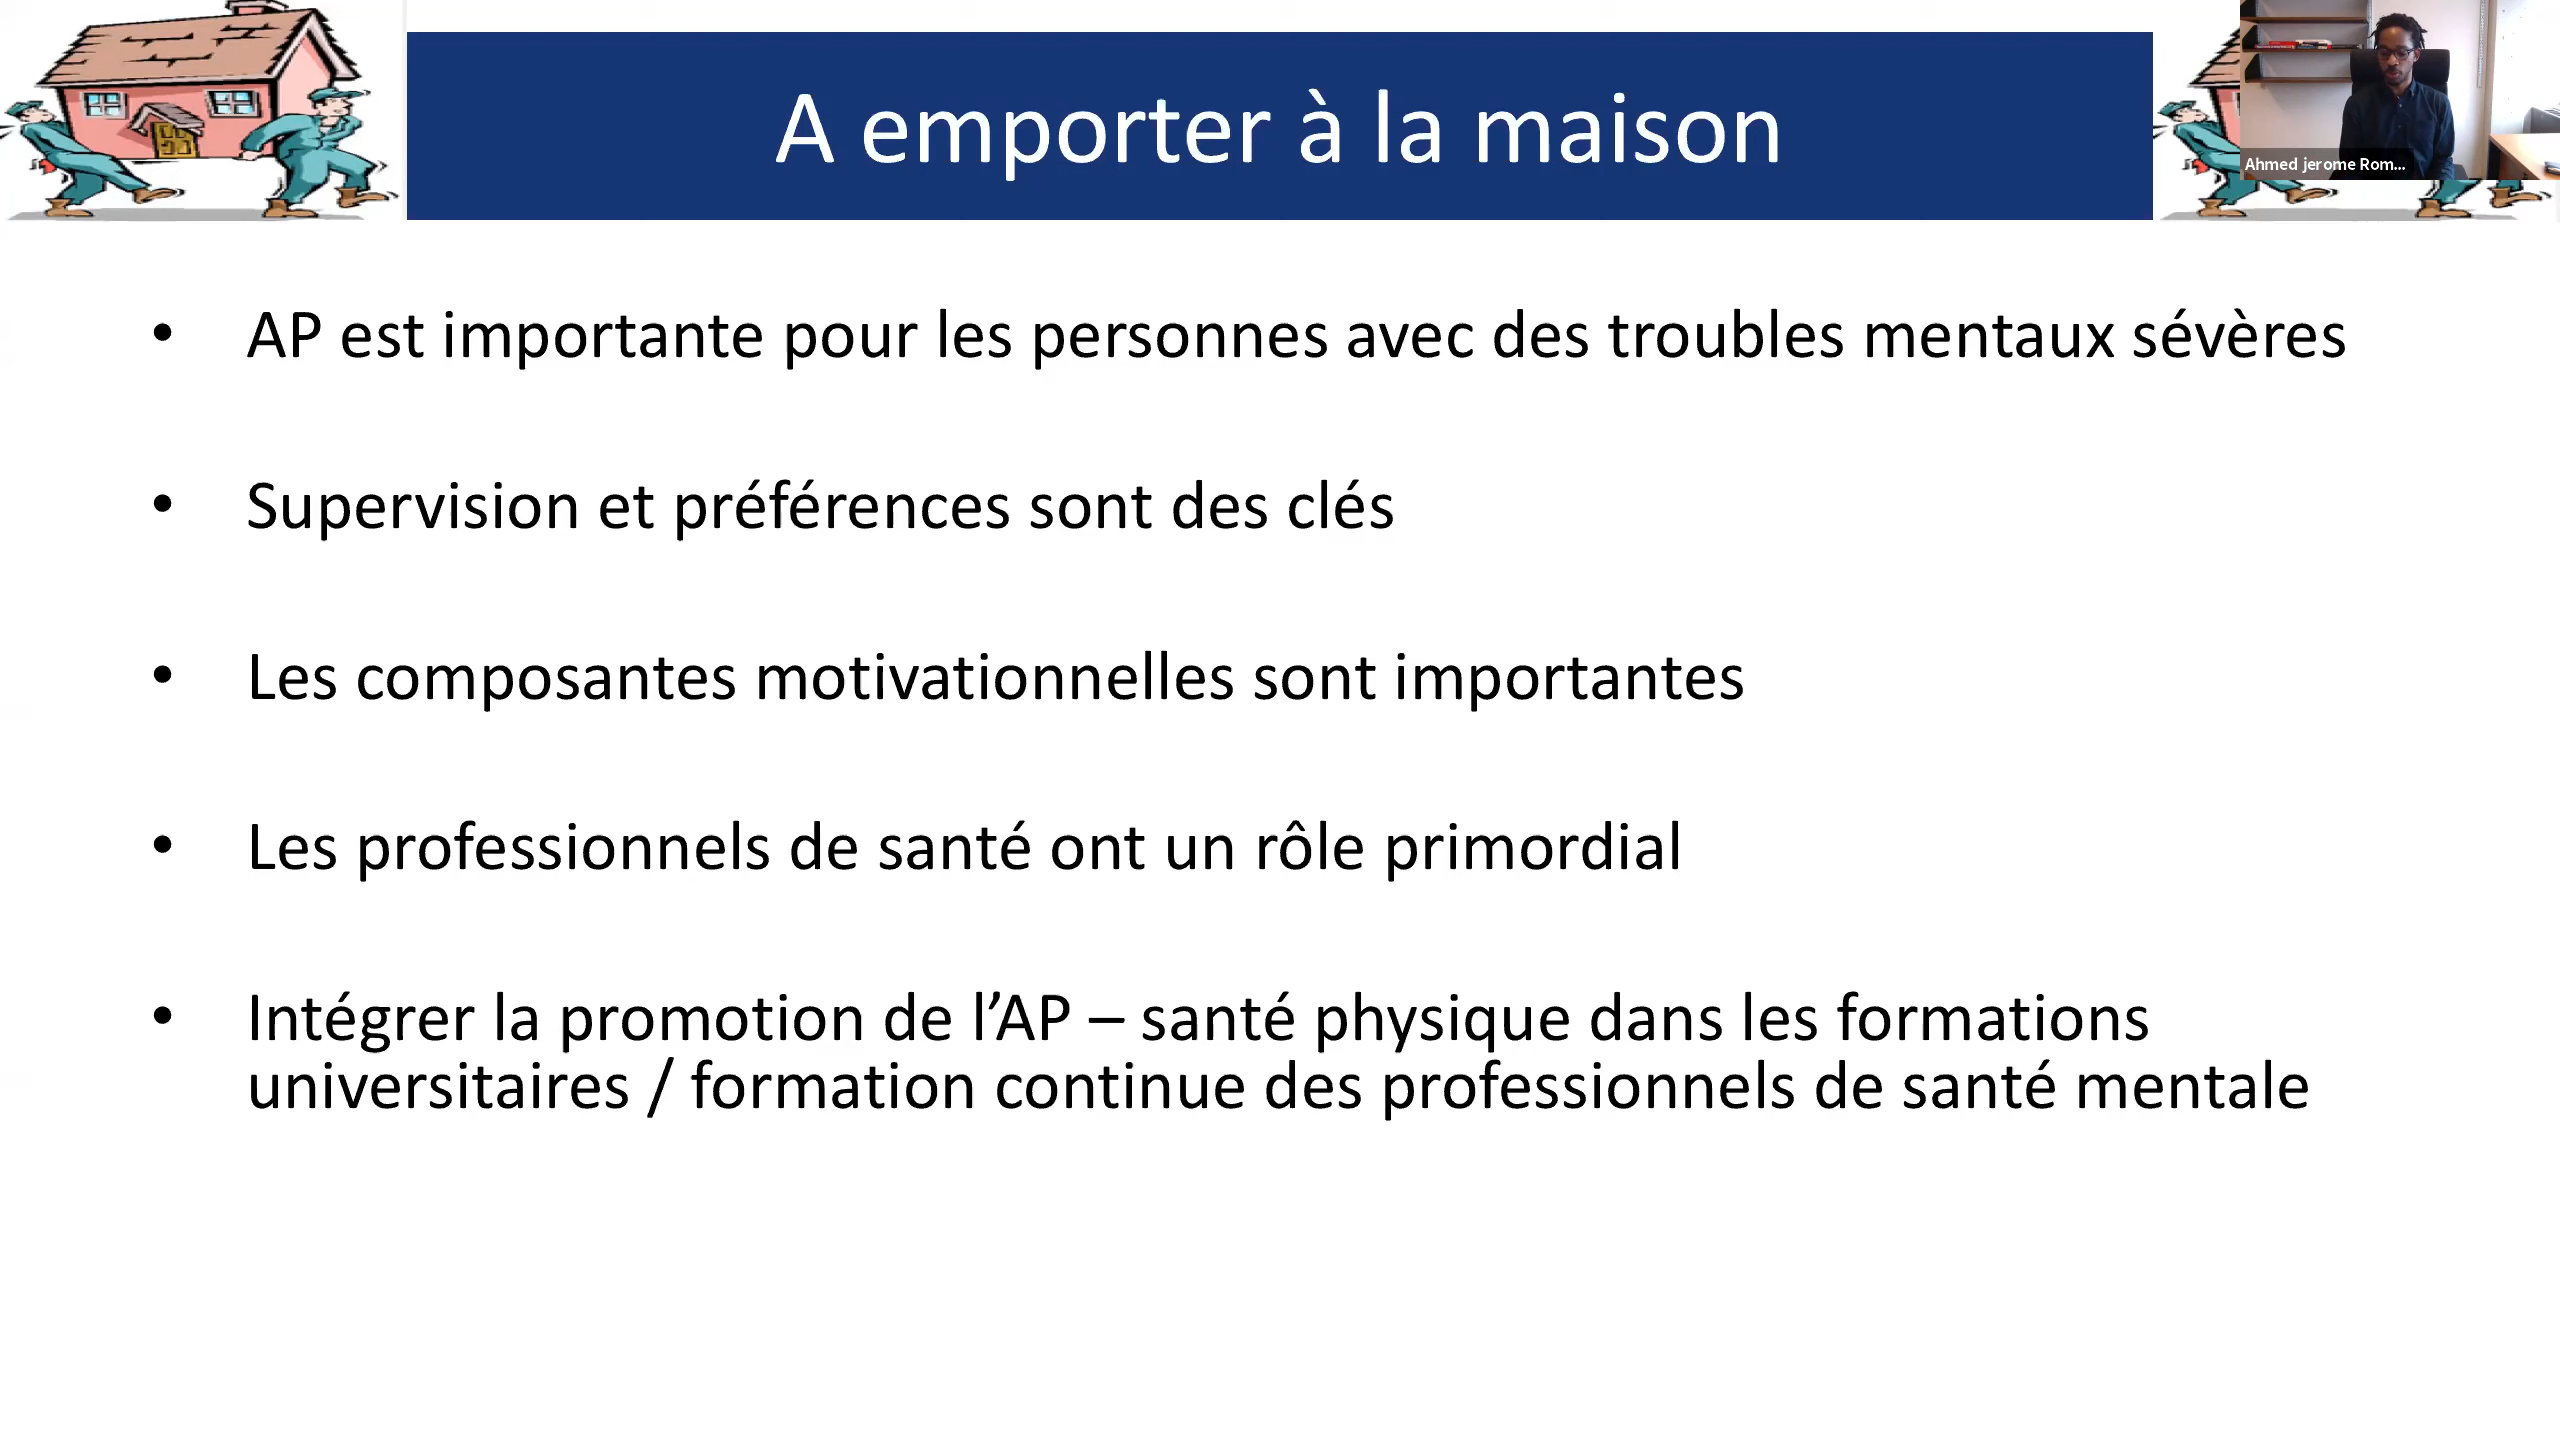 A emporter à la maison
Ahmed jerome Rom...
• AP est importante pour les personnes avec des troubles mentaux sévères
• Supervision et préférences sont des clés
• Les composantes motivationnelles sont importantes
• Les professionnels de santé ont un rôle primordial
• Intégrer la promotion de l’AP – santé physique dans les formations
universitaires / formation continue des professionnels de santé mentale